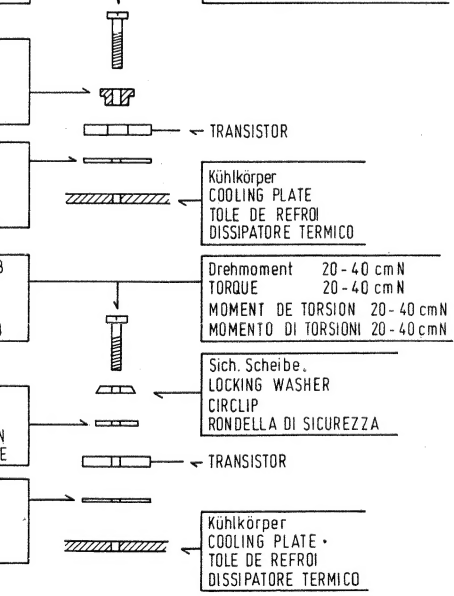 TRANSISTOR
Kühlkörper
COOLING PLATE
TOLE DE REFROI
DISSIPATORE TERMICO
Drehmoment 20-40 cmN
TORQUE 20-40 cmN
MOMENT DE TORSION 20-40 cmN
MOMENTO DI TORSIONI 20-40 cmN
Sich. Scheibe.
LOCKING WASHER
CIRCLIP
RONDELLA DI SICUREZZA
N
E
TRANSISTOR
Kühlkörper
COOLING PLATE
TOLE DE REFROI
DISSIPATORE TERMICO